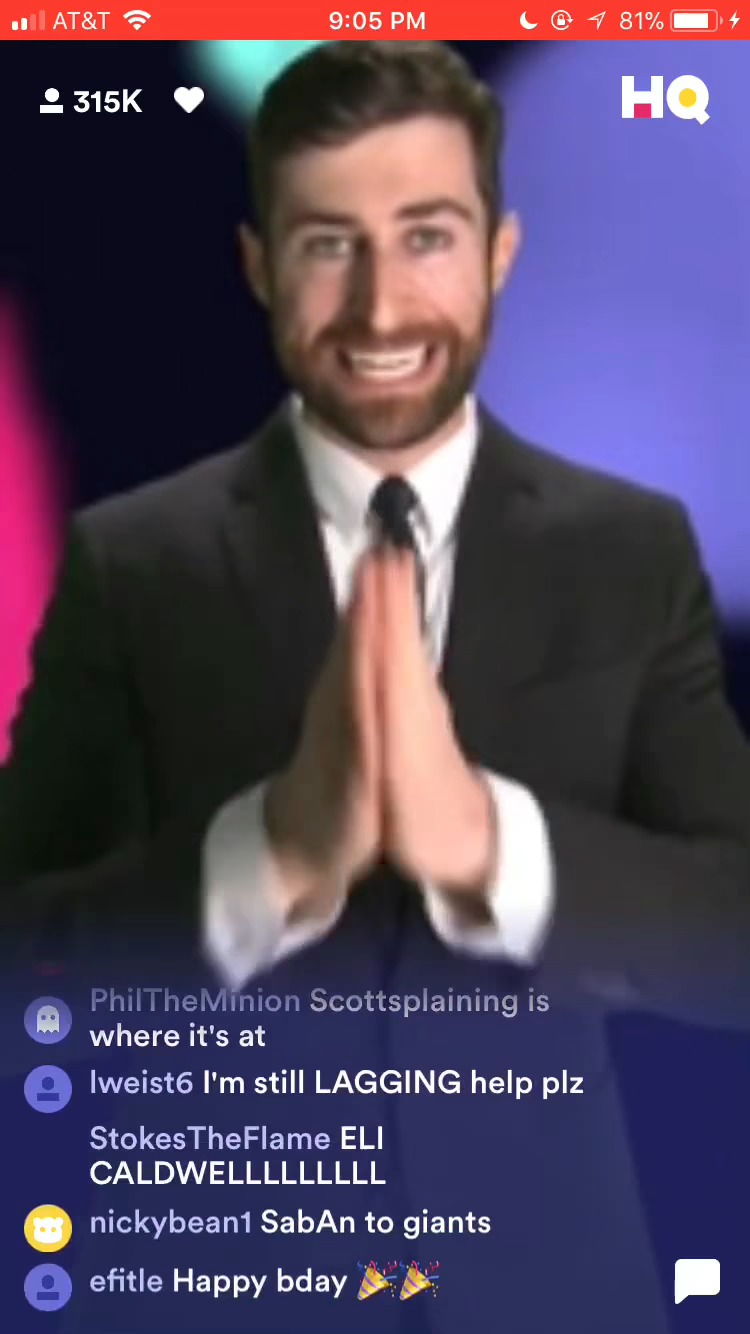 AT&T 9:05 PM 81%
315K HQ
PhilTheMinion Scottsplaining is
where it's at
lweist6 I'm still LAGGING help plz
StokesTheFlame ELI
CALDWELLLLLLLLL
nickybean1 SabAn to giants
efitle Happy bday 🎉🎉